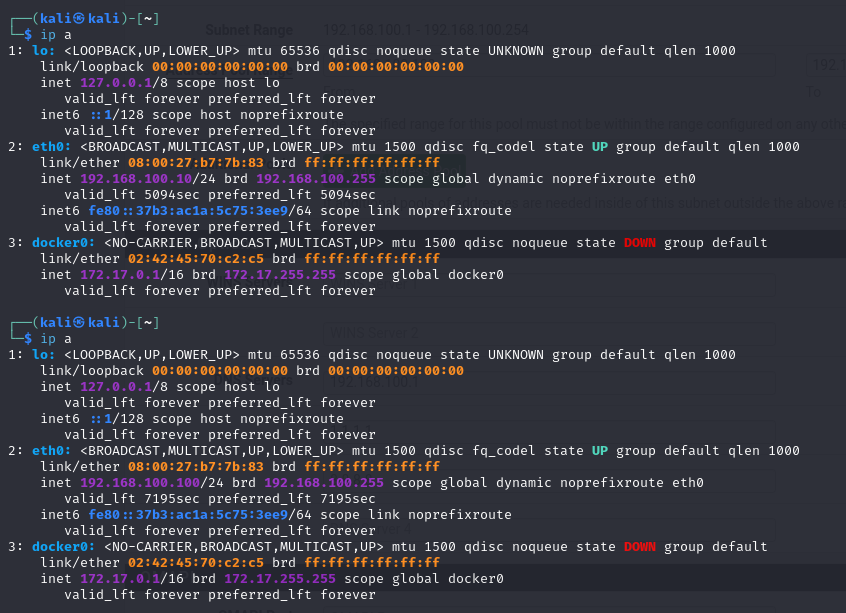 ┌──(kali㉿kali)-[~]
└─$ ip a
1: lo: <LOOPBACK,UP,LOWER_UP> mtu 65536 qdisc noqueue state UNKNOWN group default qlen 1000
link/loopback 00:00:00:00:00:00 brd 00:00:00:00:00:00
inet 127.0.0.1/8 scope host lo
valid_lft forever preferred_lft forever
inet6 ::1/128 scope host noprefixroute
valid_lft forever preferred_lft forever
2: eth0: <BROADCAST,MULTICAST,UP,LOWER_UP> mtu 1500 qdisc fq_codel state UP group default qlen 1000
link/ether 08:00:27:b7:7b:83 brd ff:ff:ff:ff:ff:ff
inet 192.168.100.10/24 brd 192.168.100.255 scope global dynamic noprefixroute eth0
valid_lft 5094sec preferred_lft 5094sec
inet6 fe80::37b3:ac1a:5c75:3ee9/64 scope link noprefixroute
valid_lft forever preferred_lft forever
3: docker0: <NO-CARRIER,BROADCAST,MULTICAST,UP> mtu 1500 qdisc noqueue state DOWN group default
link/ether 02:42:45:70:c2:c5 brd ff:ff:ff:ff:ff:ff
inet 172.17.0.1/16 brd 172.17.255.255 scope global docker0
valid_lft forever preferred_lft forever
┌──(kali㉿kali)-[~]
└─$ ip a
1: lo: <LOOPBACK,UP,LOWER_UP> mtu 65536 qdisc noqueue state UNKNOWN group default qlen 1000
link/loopback 00:00:00:00:00:00 brd 00:00:00:00:00:00
inet 127.0.0.1/8 scope host lo
valid_lft forever preferred_lft forever
inet6 ::1/128 scope host noprefixroute
valid_lft forever preferred_lft forever
2: eth0: <BROADCAST,MULTICAST,UP,LOWER_UP> mtu 1500 qdisc fq_codel state UP group default qlen 1000
link/ether 08:00:27:b7:7b:83 brd ff:ff:ff:ff:ff:ff
inet 192.168.100.100/24 brd 192.168.100.255 scope global dynamic noprefixroute eth0
valid_lft 7195sec preferred_lft 7195sec
inet6 fe80::37b3:ac1a:5c75:3ee9/64 scope link noprefixroute
valid_lft forever preferred_lft forever
3: docker0: <NO-CARRIER,BROADCAST,MULTICAST,UP> mtu 1500 qdisc noqueue state DOWN group default
link/ether 02:42:45:70:c2:c5 brd ff:ff:ff:ff:ff:ff
inet 172.17.0.1/16 brd 172.17.255.255 scope global docker0
valid_lft forever preferred_lft forever
Subnet Range 192.168.100.1 - 192.168.100.254
WINS Server 2
192.168.100.1